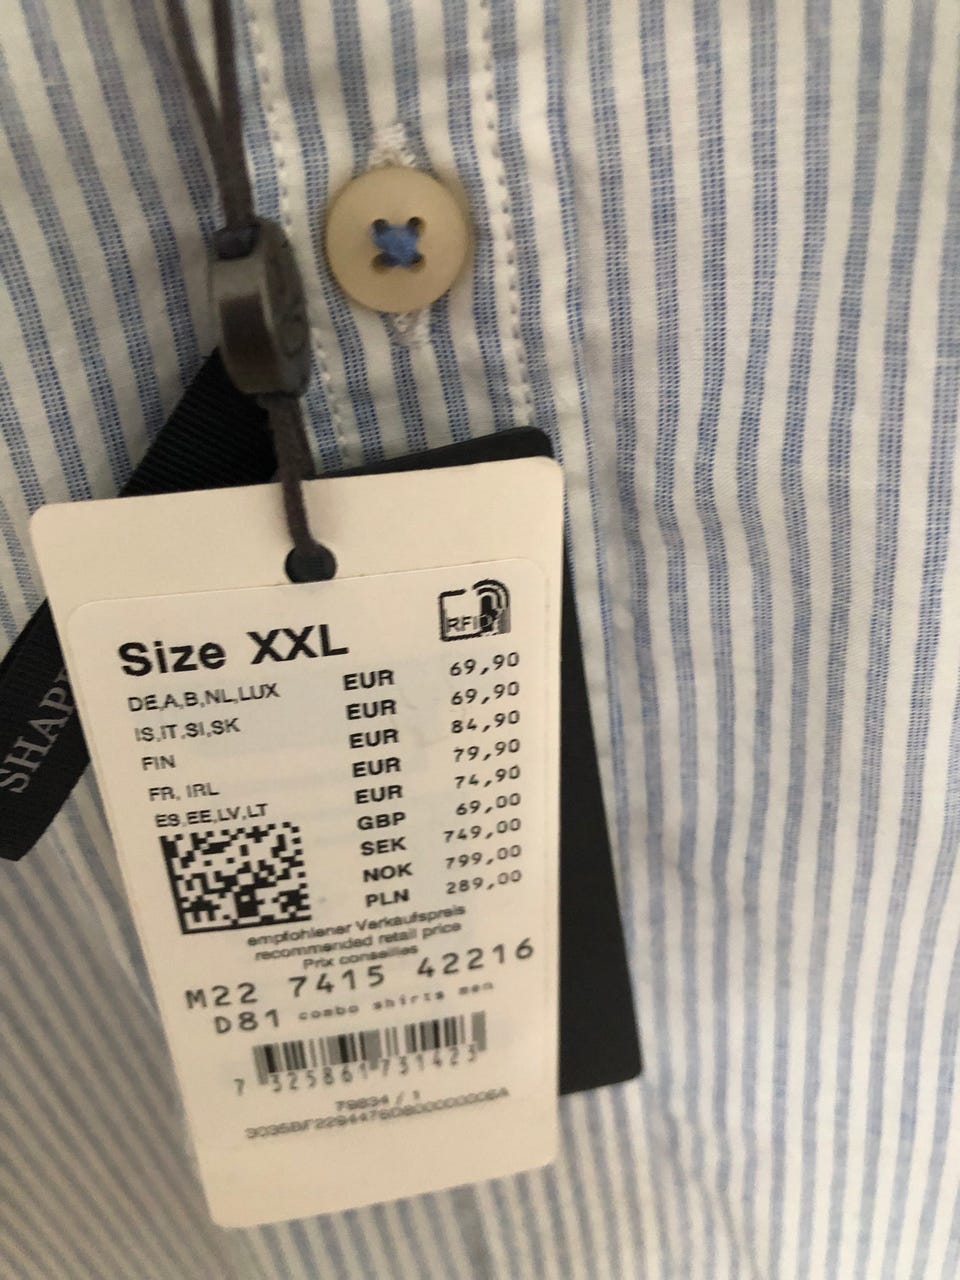 Size XXL
RFID
DE,A,B,NL,LUX EUR 69,90
IS,IT,SI,SK EUR 69,90
FIN EUR 84,90
FR, IRL EUR 79,90
ES,EE,LV,LT EUR 74,90
GBP 69,00
SEK 749,00
NOK 799,00
PLN 289,00
empfohlener Verkaufspreis
recommended retail price
Prix conseilles
M22 7415 42216
D81 combo shirts men
7 325861 731423
79834 / 1
SHAP